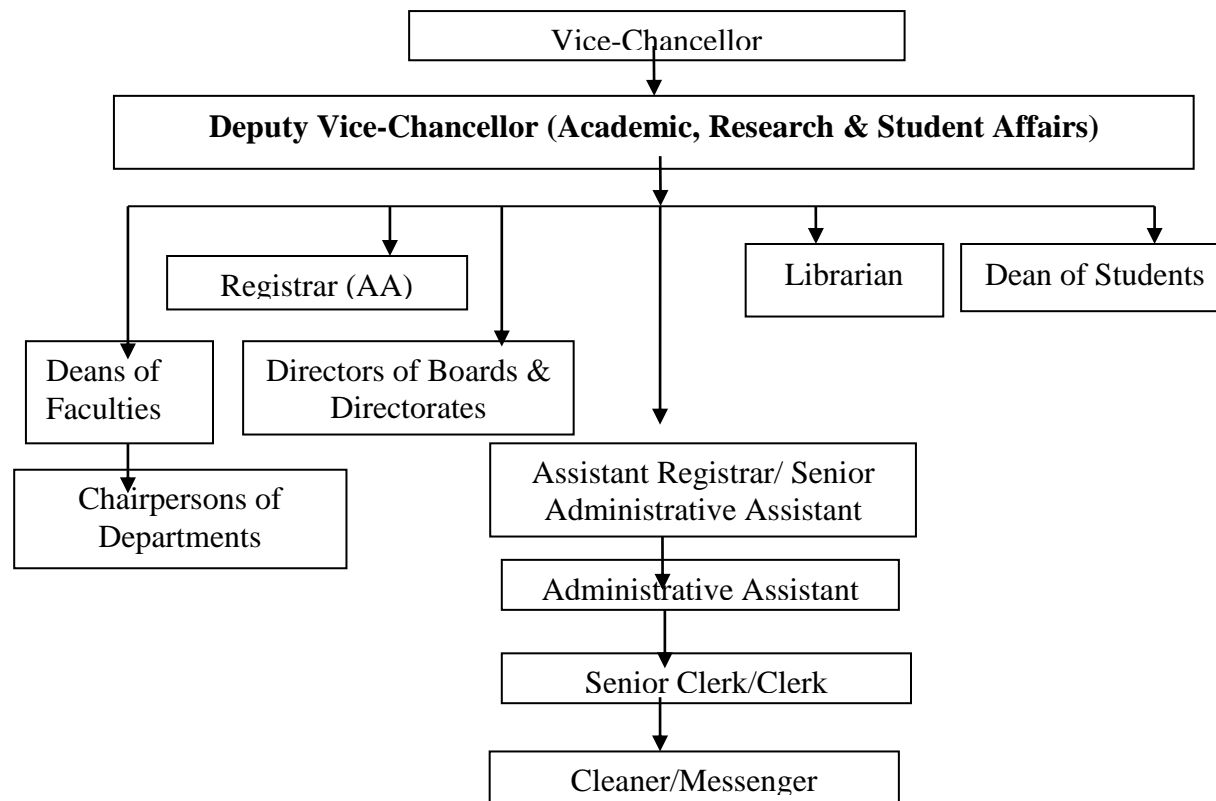 Vice-Chancellor
Deputy Vice-Chancellor (Academic, Research & Student Affairs)
Registrar (AA)
Librarian
Dean of Students
Deans of
Faculties
Directors of Boards &
Directorates
Chairpersons of
Departments
Assistant Registrar/ Senior
Administrative Assistant
Administrative Assistant
Senior Clerk/Clerk
Cleaner/Messenger